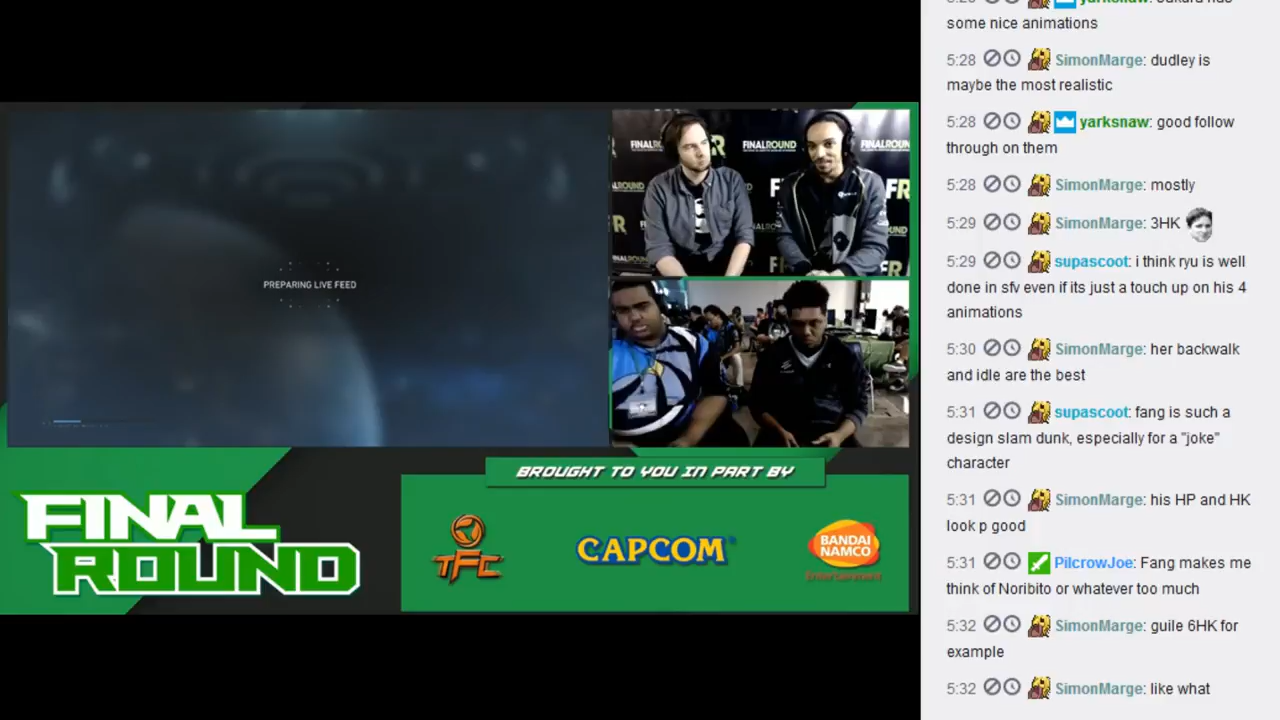 some nice animations
5:28 SimonMarge: dudley is
maybe the most realistic
5:28 yarksnaw: good follow
through on them
5:28 SimonMarge: mostly
5:29 SimonMarge: 3HK
5:29 supascoot: i think ryu is well
done in sfv even if its just a touch up on his 4
animations
5:30 SimonMarge: her backwalk
and idle are the best
5:31 supascoot: fang is such a
design slam dunk, especially for a "joke"
character
5:31 SimonMarge: his HP and HK
look p good
5:31 PilcrowJoe: Fang makes me
think of Noribito or whatever too much
5:32 SimonMarge: guile 6HK for
example
5:32 SimonMarge: like what
PREPARING LIVE FEED
FINALROUND
FINALROUND
FR
BROUGHT TO YOU IN PART BY
FINAL
ROUND
TFC
CAPCOM
BANDAI
NAMCO
Entertainment